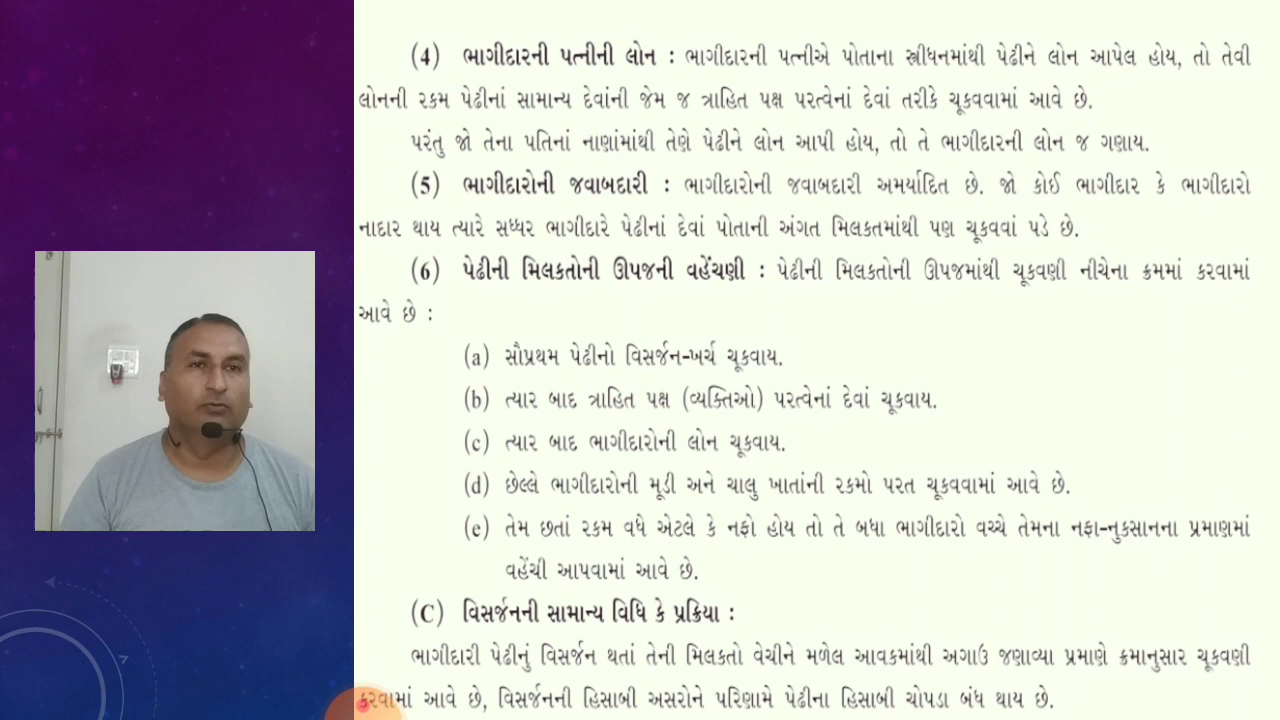 (4) ભાગીદારની પત્નીની લોન : ભાગીદારની પત્નીએ પોતાના સ્ત્રીધનમાંથી પેઢીને લોન આપેલ હોય, તો તેવી
લોનની રકમ પેઢીનાં સામાન્ય દેવાંની જેમ જ ત્રાહિત પક્ષ પરત્વેનાં દેવાં તરીકે ચૂકવવામાં આવે છે.
પરંતુ જો તેના પતિનાં નાણાંમાંથી તેણે પેઢીને લોન આપી હોય, તો તે ભાગીદારની લોન જ ગણાય.
(5) ભાગીદારોની જવાબદારી : ભાગીદારોની જવાબદારી અમર્યાદિત છે. જો કોઈ ભાગીદાર કે ભાગીદારો
નાદાર થાય ત્યારે સધ્ધર ભાગીદારે પેઢીનાં દેવાં પોતાની અંગત મિલકતમાંથી પણ ચૂકવવાં પડે છે.
(6) પેઢીની મિલકતોની ઊપજની વહેંચણી : પેઢીની મિલકતોની ઊપજમાંથી ચૂકવણી નીચેના ક્રમમાં કરવામાં
આવે છે :
(a) સૌપ્રથમ પેઢીનો વિસર્જન-ખર્ચ ચૂકવાય.
(b) ત્યાર બાદ ત્રાહિત પક્ષ (વ્યક્તિઓ) પરત્વેનાં દેવાં ચૂકવાય.
(c) ત્યાર બાદ ભાગીદારોની લોન ચૂકવાય.
(d) છેલ્લે ભાગીદારોની મૂડી અને ચાલુ ખાતાંની રકમો પરત ચૂકવવામાં આવે છે.
(e) તેમ છતાં રકમ વધે એટલે કે નફો હોય તો તે બધા ભાગીદારો વચ્ચે તેમના નફા-નુકસાનના પ્રમાણમાં
વહેંચી આપવામાં આવે છે.
(C) વિસર્જનની સામાન્ય વિધિ કે પ્રક્રિયા :
ભાગીદારી પેઢીનું વિસર્જન થતાં તેની મિલકતો વેચીને મળેલ આવકમાંથી અગાઉ જણાવ્યા પ્રમાણે ક્રમાનુસાર ચૂકવણી
કરવામાં આવે છે, વિસર્જનની હિસાબી અસરોને પરિણામે પેઢીના હિસાબી ચોપડા બંધ થાય છે.